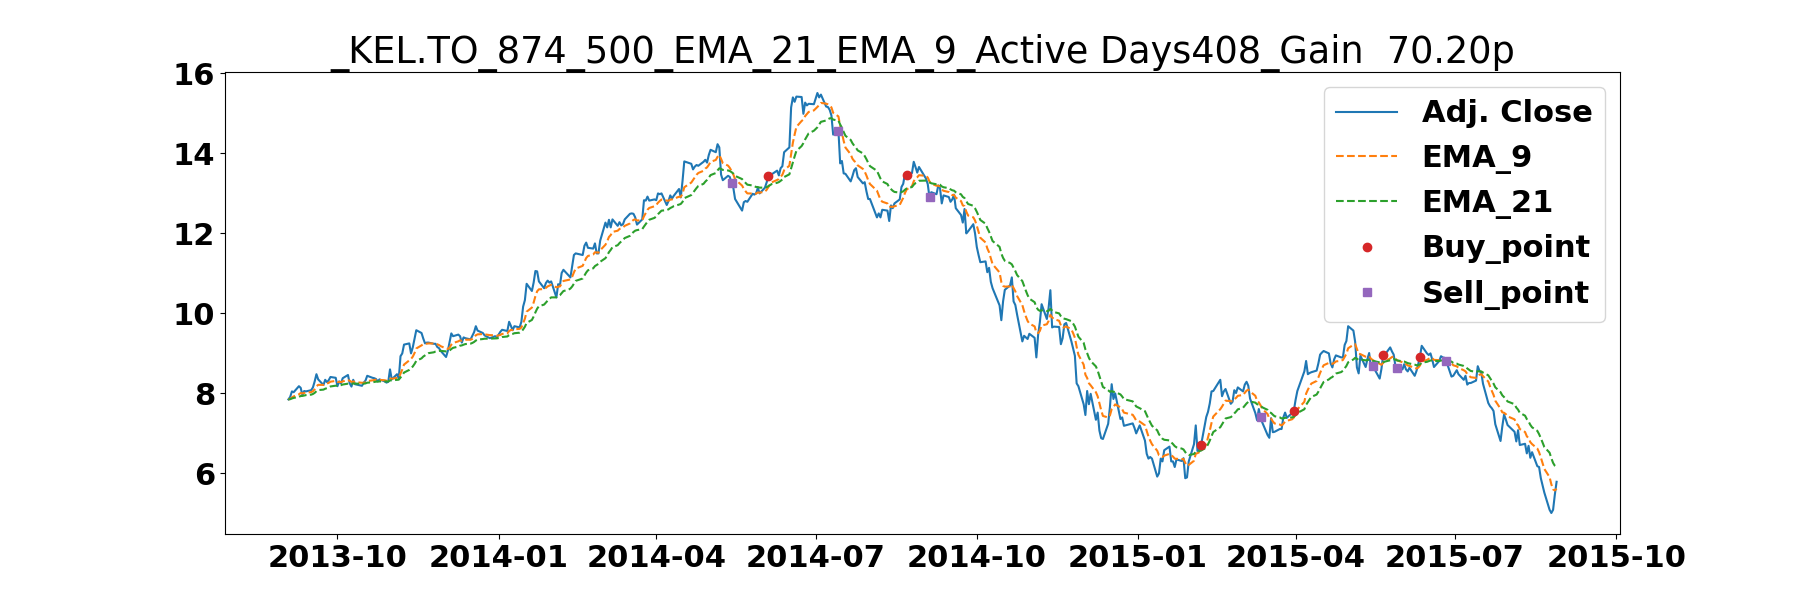 _KEL.TO_874_500_EMA_21_EMA_9_Active Days408_Gain  70.20p
16
14
12
10
8
6
Adj. Close
EMA_9
EMA_21
Buy_point
Sell_point
2013-10 2014-01 2014-04 2014-07 2014-10 2015-01 2015-04 2015-07 2015-10